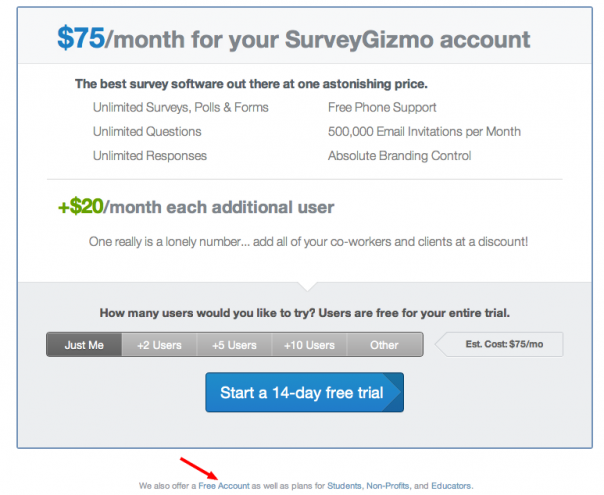 $75/month for your SurveyGizmo account
The best survey software out there at one astonishing price.
Unlimited Surveys, Polls & Forms
Free Phone Support
Unlimited Questions
500,000 Email Invitations per Month
Unlimited Responses
Absolute Branding Control
+$20/month each additional user
One really is a lonely number... add all of your co-workers and clients at a discount!
How many users would you like to try? Users are free for your entire trial.
Just Me +2 Users +5 Users +10 Users Other Est. Cost: $75/mo
Start a 14-day free trial
We also offer a Free Account as well as plans for Students, Non-Profits, and Educators.